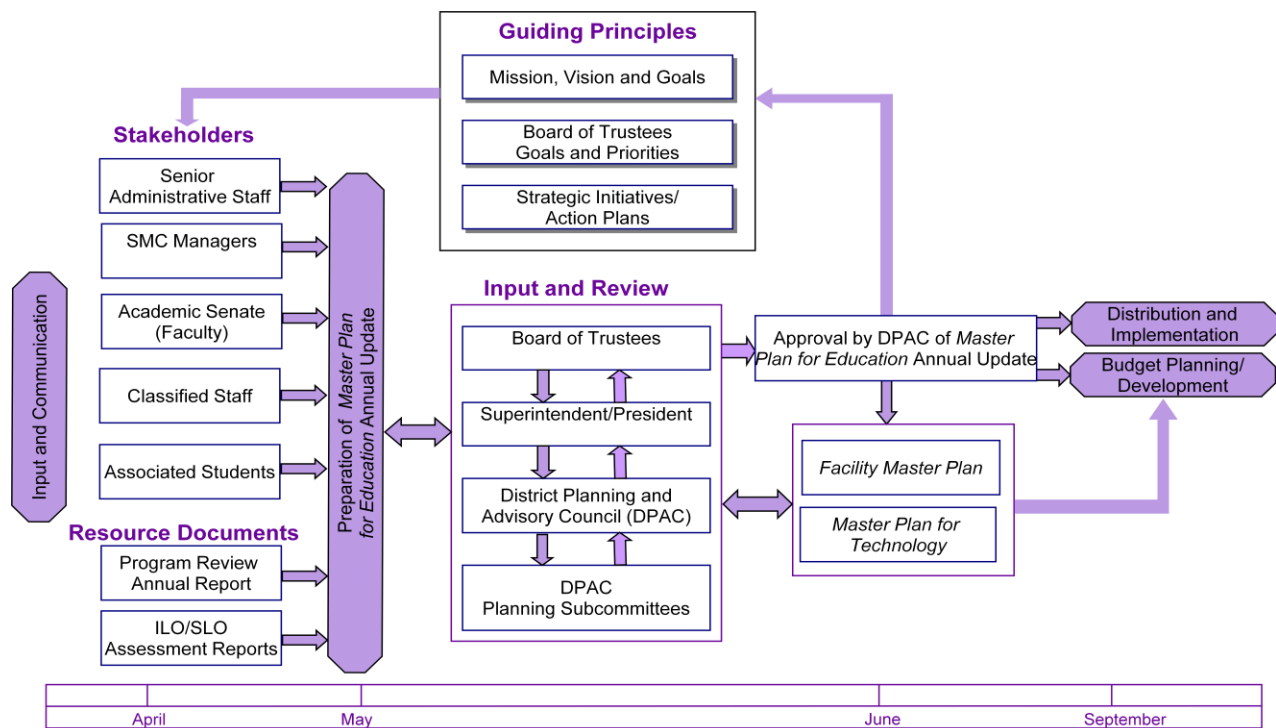 Guiding Principles
Mission, Vision and Goals
Board of Trustees
Goals and Priorities
Strategic Initiatives/
Action Plans
Stakeholders
Senior
Administrative Staff
SMC Managers
Academic Senate
(Faculty)
Classified Staff
Associated Students
Resource Documents
Program Review
Annual Report
ILO/SLO
Assessment Reports
Input and Communication
Preparation of Master Plan
for Education Annual Update
Input and Review
Board of Trustees
Superintendent/President
District Planning and
Advisory Council (DPAC)
DPAC
Planning Subcommittees
Approval by DPAC of Master
Plan for Education Annual Update
Distribution and
Implementation
Budget Planning/
Development
Facility Master Plan
Master Plan for
Technology
April
May
June
September